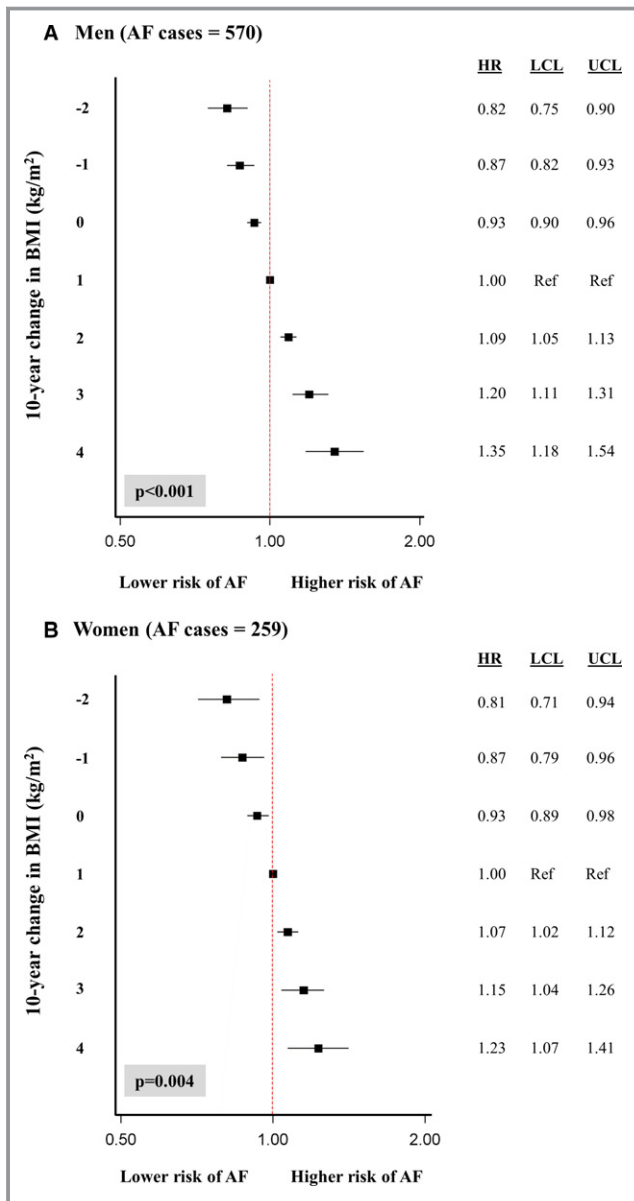 A Men (AF cases = 570)
HR LCL UCL
-2 0.82 0.75 0.90
-1 0.87 0.82 0.93
0 0.93 0.90 0.96
1 1.00 Ref Ref
2 1.09 1.05 1.13
3 1.20 1.11 1.31
4 1.35 1.18 1.54
10-year change in BMI (kg/m²)
p<0.001
0.50 1.00 2.00
Lower risk of AF Higher risk of AF
B Women (AF cases = 259)
HR LCL UCL
-2 0.81 0.71 0.94
-1 0.87 0.79 0.96
0 0.93 0.89 0.98
1 1.00 Ref Ref
2 1.07 1.02 1.12
3 1.15 1.04 1.26
4 1.23 1.07 1.41
10-year change in BMI (kg/m²)
p=0.004
0.50 1.00 2.00
Lower risk of AF Higher risk of AF